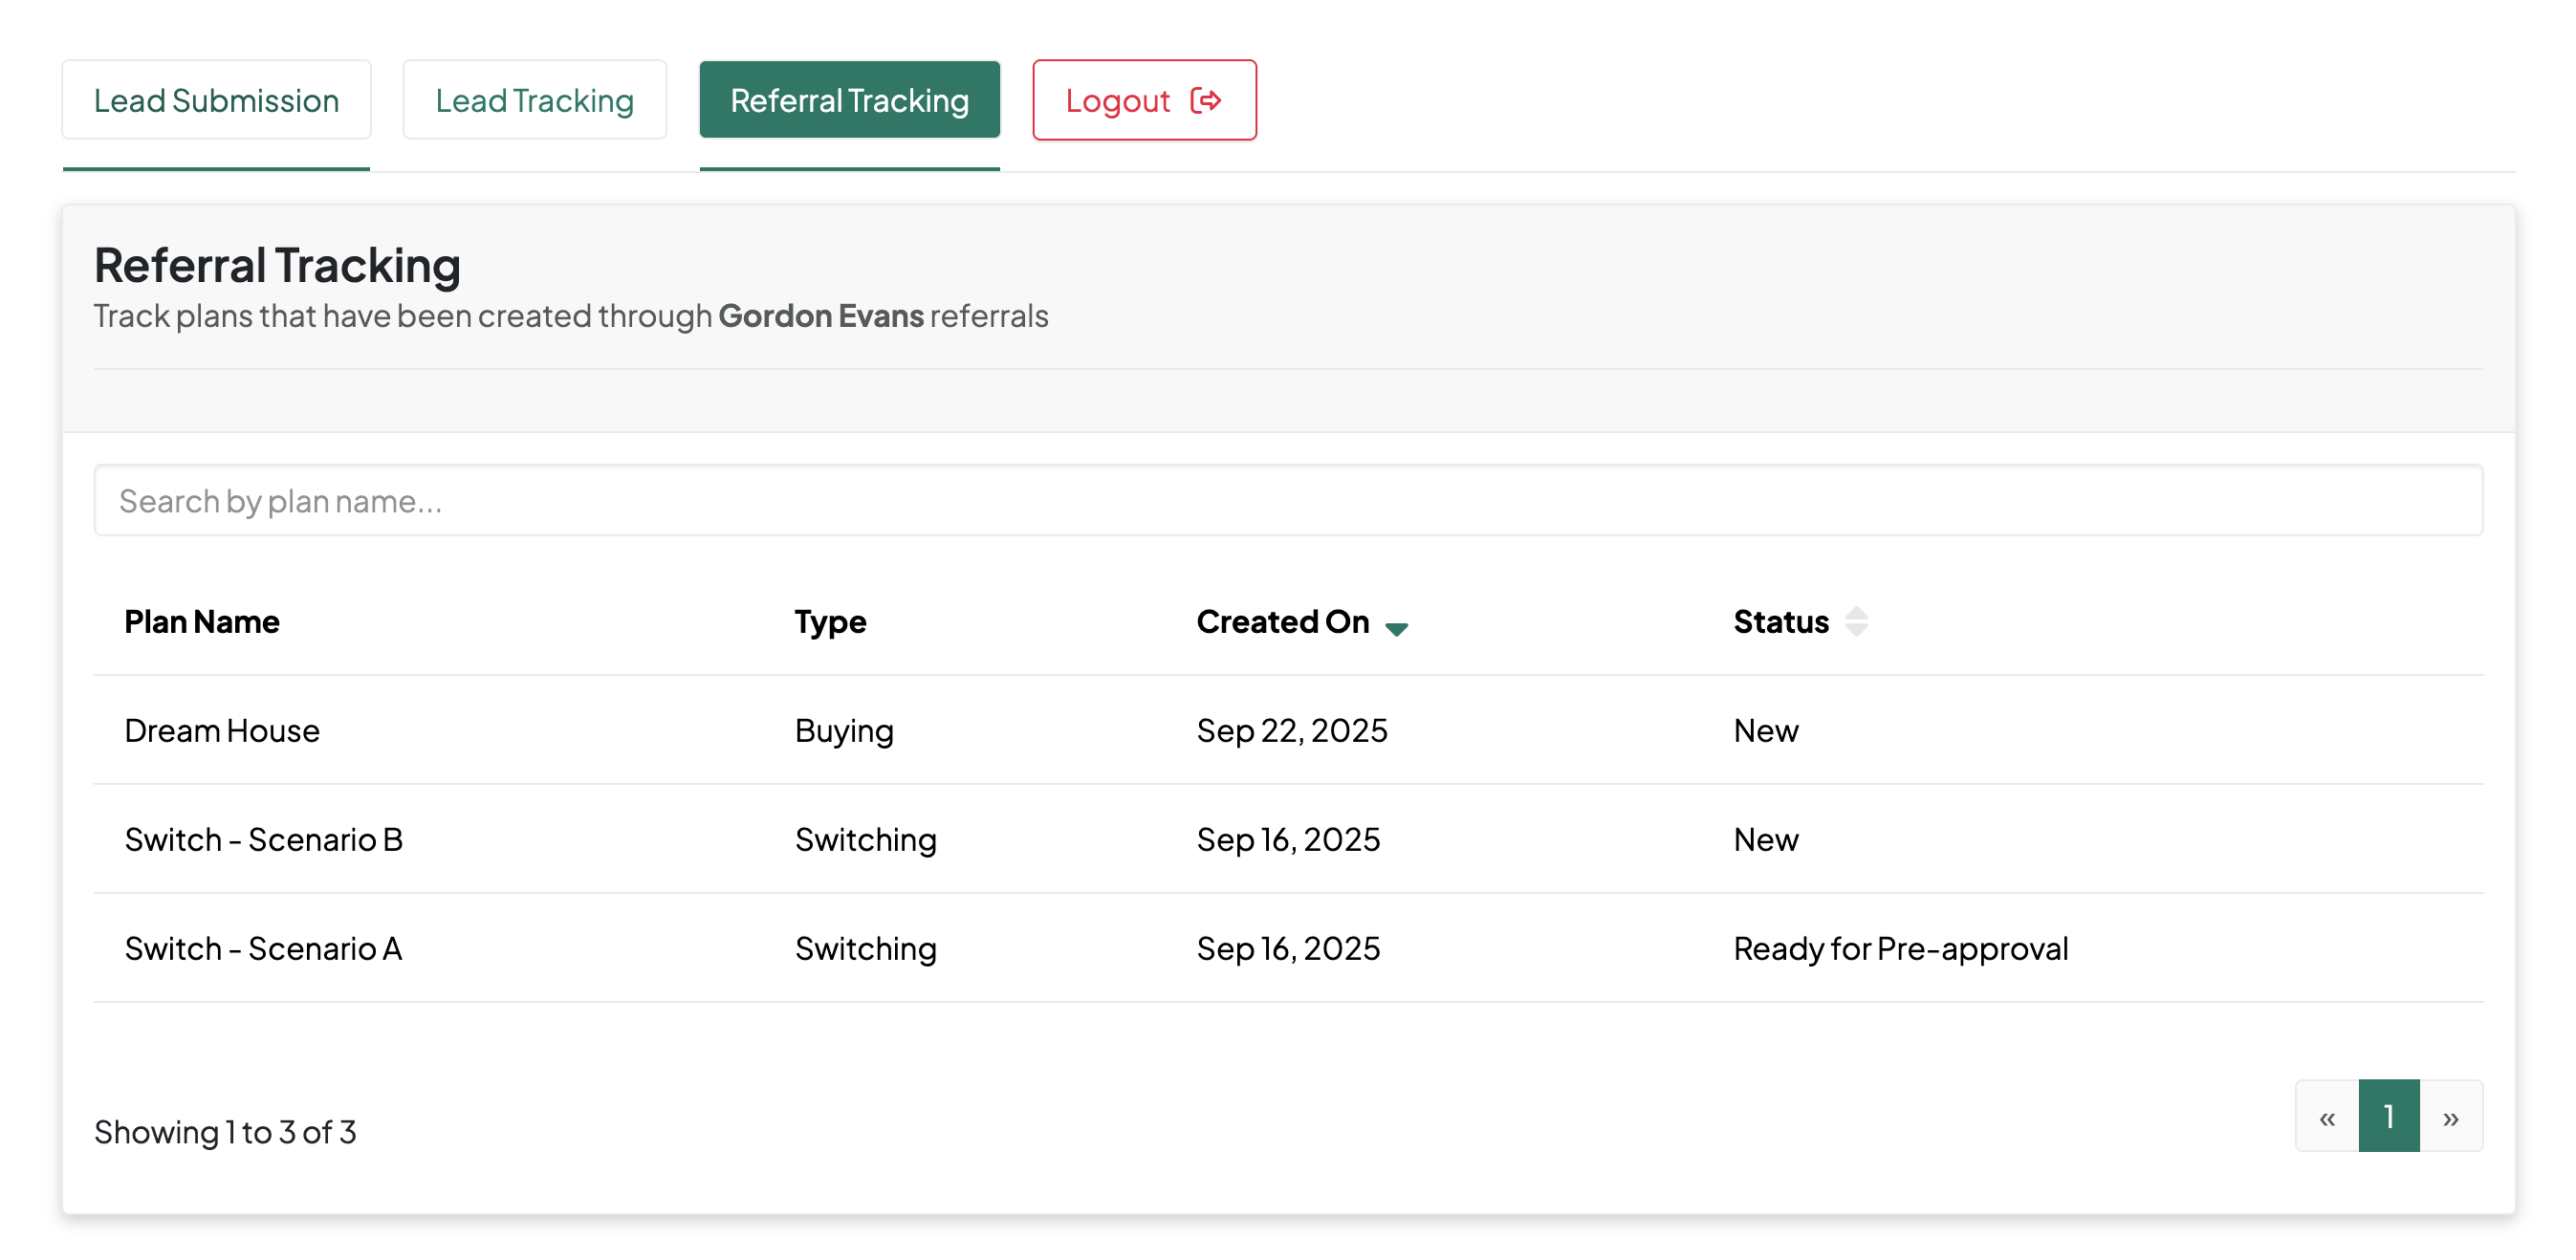 Lead Submission Lead Tracking Referral Tracking Logout
Referral Tracking
Track plans that have been created through Gordon Evans referrals
Search by plan name...
Plan Name Type Created On Status
Dream House Buying Sep 22, 2025 New
Switch - Scenario B Switching Sep 16, 2025 New
Switch - Scenario A Switching Sep 16, 2025 Ready for Pre-approval
Showing 1 to 3 of 3 « 1 »